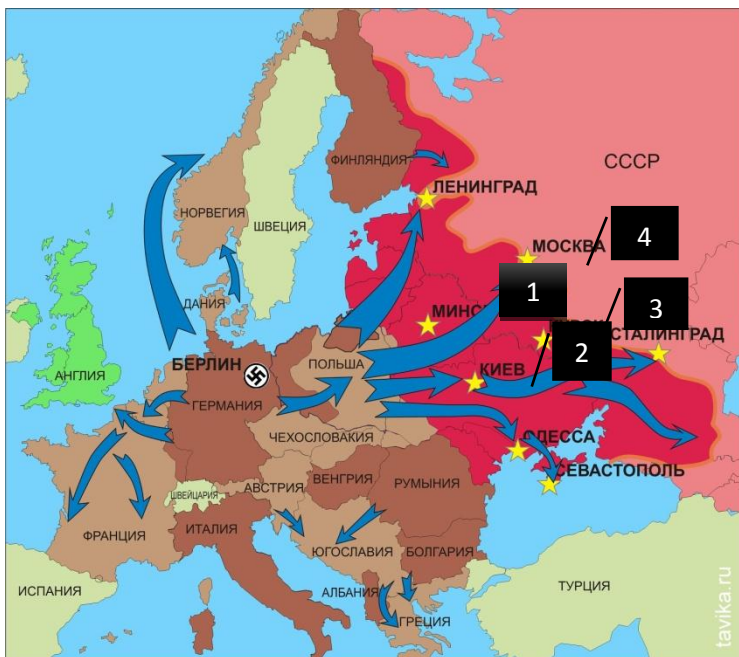 СССР
ФИНЛЯНДИЯ
ЛЕНИНГРАД
НОРВЕГИЯ
ШВЕЦИЯ
МОСКВА
4
1
3
2
ДАНИЯ
МИНС
СТАЛИНГРАД
БЕРЛИН
ПОЛЬША
КИЕВ
АНГЛИЯ
ГЕРМАНИЯ
ЧЕХОСЛОВАКИЯ
ОДЕССА
СЕВАСТОПОЛЬ
ШВЕЙЦАРИЯ
АВСТРИЯ
ВЕНГРИЯ
РУМЫНИЯ
ФРАНЦИЯ
ИТАЛИЯ
ЮГОСЛАВИЯ
БОЛГАРИЯ
ИСПАНИЯ
АЛБАНИЯ
ТУРЦИЯ
ГРЕЦИЯ
tavika.ru